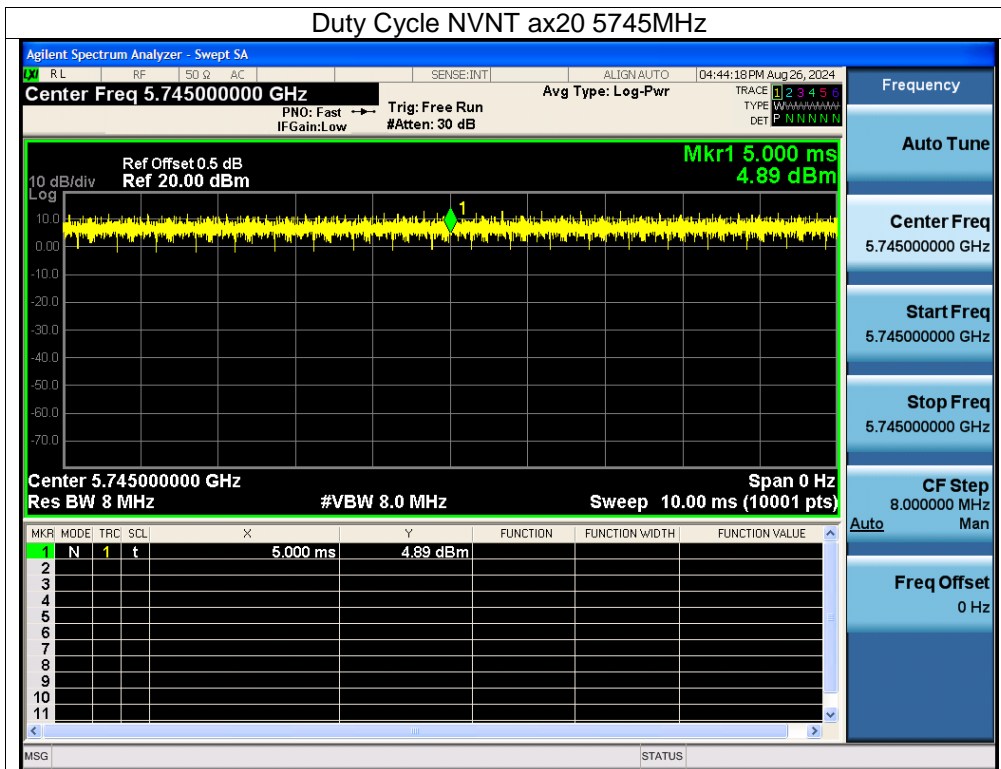 Duty Cycle NVNT ax20 5745MHz
Agilent Spectrum Analyzer - Swept SA
LXI RL RF 50 Ω AC SENSE:INT ALIGN AUTO 04:44:18 PM Aug 26, 2024
Center Freq 5.745000000 GHz
PNO: Fast
IFGain:Low
Trig: Free Run
#Atten: 30 dB
Avg Type: Log-Pwr
TRACE 1 2 3 4 5 6
TYPE WWWWWW
DET P N N N N N
Ref Offset 0.5 dB
10 dB/div Ref 20.00 dBm
Log
Mkr1 5.000 ms
4.89 dBm
1
10.0
0.00
-10.0
-20.0
-30.0
-40.0
-50.0
-60.0
-70.0
Center 5.745000000 GHz Span 0 Hz
Res BW 8 MHz #VBW 8.0 MHz Sweep 10.00 ms (10001 pts)
MKR MODE TRC SCL X Y FUNCTION FUNCTION WIDTH FUNCTION VALUE
1 N 1 t 5.000 ms 4.89 dBm
2
3
4
5
6
7
8
9
10
11
MSG STATUS
Frequency
Auto Tune
Center Freq
5.745000000 GHz
Start Freq
5.745000000 GHz
Stop Freq
5.745000000 GHz
CF Step
8.000000 MHz
Auto Man
Freq Offset
0 Hz